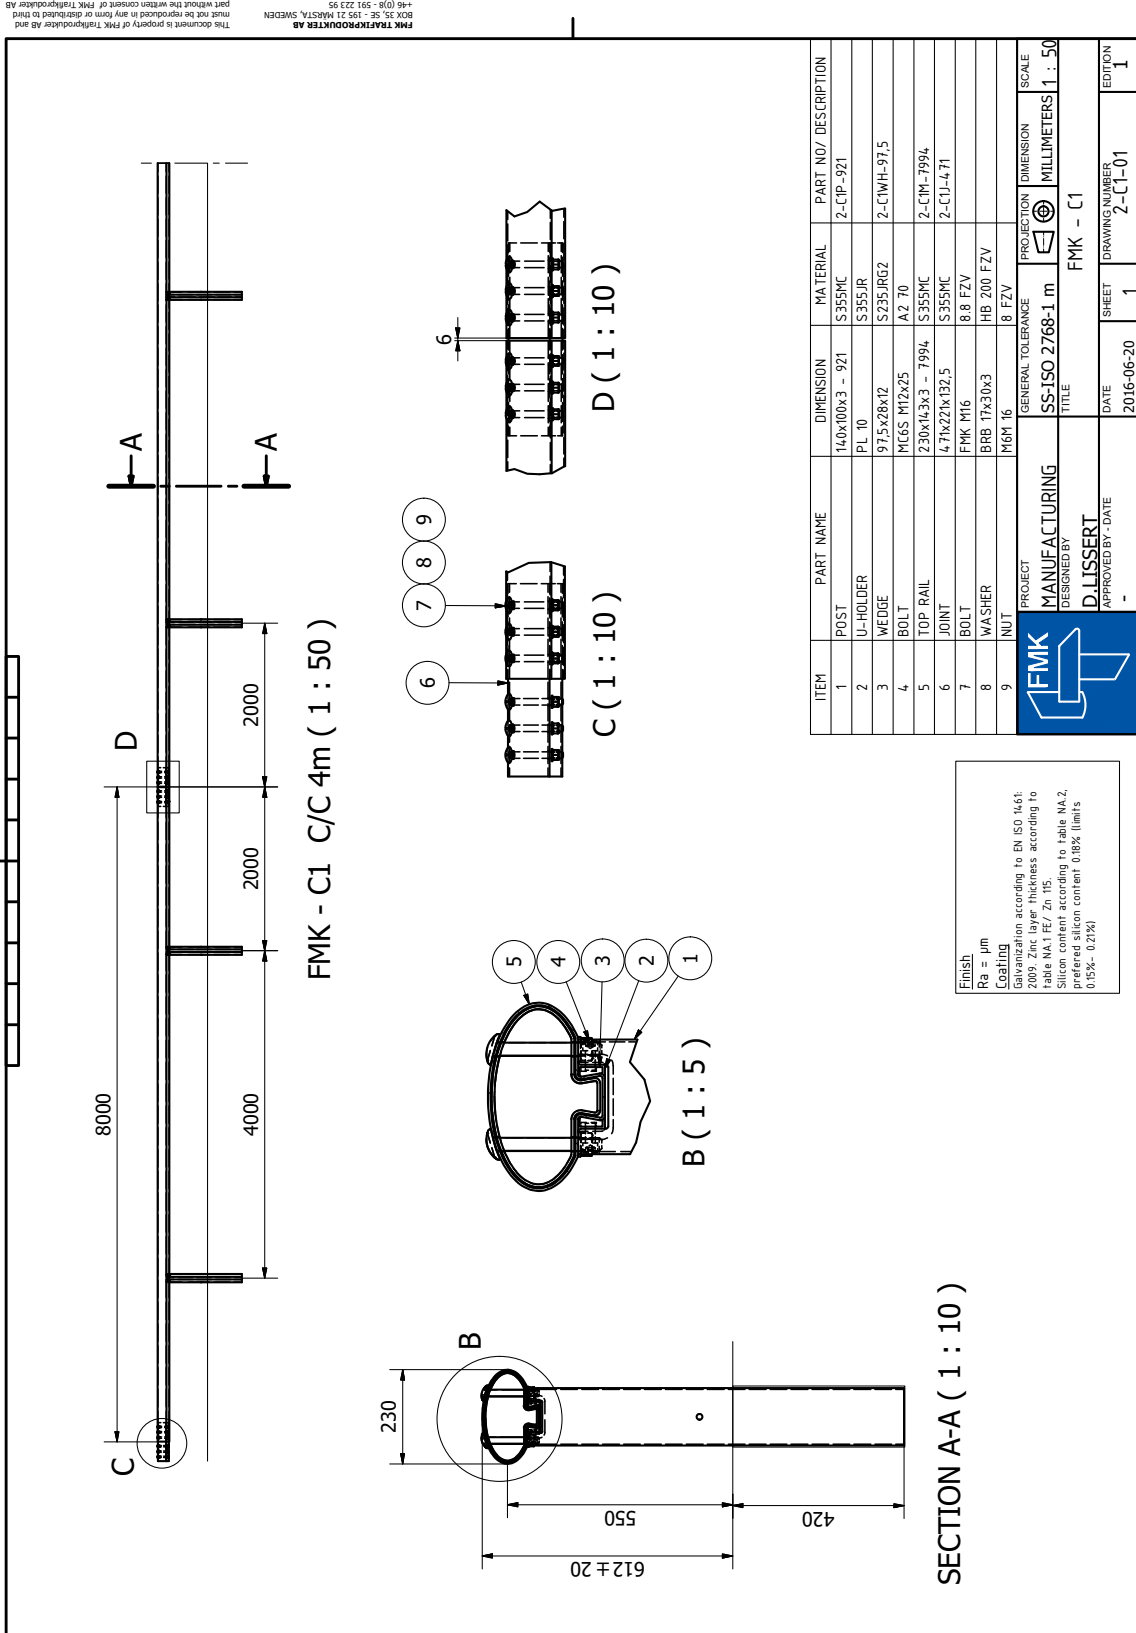 This document is property of FMK Trafikprodukter AB and
must not be reproduced in any form or distributed to third
part without the written consent of FMK Trafikprodukter AB
FMK TRAFIKPRODUKTER AB
BOX 35, SE - 195 21 MÄRSTA, SWEDEN
+46 (0)8 - 591 223 95
C
8000
D
A
A
4000
2000
2000
FMK - C1 C/C 4m ( 1 : 50 )
B
230
550
612±20
420
SECTION A-A ( 1 : 10 )
5
4
3
2
1
B ( 1 : 5 )
6
7
8
9
C ( 1 : 10 )
6
D ( 1 : 10 )
Finish
Ra = µm
Coating
Galvanization according to EN ISO 1461:
2009. Zinc layer thickness according to
table NA.1 FE/ Zn 115.
Silicon content according to table NA.2,
preferred silicon content 0.18% (limits
0.15%- 0.21%)
ITEM PART NAME DIMENSION MATERIAL PART NO/ DESCRIPTION
1 POST 140x100x3 - 921 S355MC 2-C1P-921
2 U-HOLDER PL 10 S355JR
3 WEDGE 97,5x28x12 S235JRG2 2-C1WH-97,5
4 BOLT MC6S M12x25 A2 70
5 TOP RAIL 230x143x3 - 7994 S355MC 2-C1M-7994
6 JOINT 471x221x132,5 S355MC 2-C1J-471
7 BOLT FMK M16 8.8 FZV
8 WASHER BRB 17x30x3 HB 200 FZV
9 NUT M6M 16 8 FZV
FMK
PROJECT GENERAL TOLERANCE PROJECTION DIMENSION SCALE
MANUFACTURING SS-ISO 2768-1 m MILLIMETERS 1 : 50
DESIGNED BY TITLE
D.LISSERT FMK - C1
APPROVED BY - DATE DATE SHEET DRAWING NUMBER EDITION
- 2016-06-20 1 2-C1-01 1